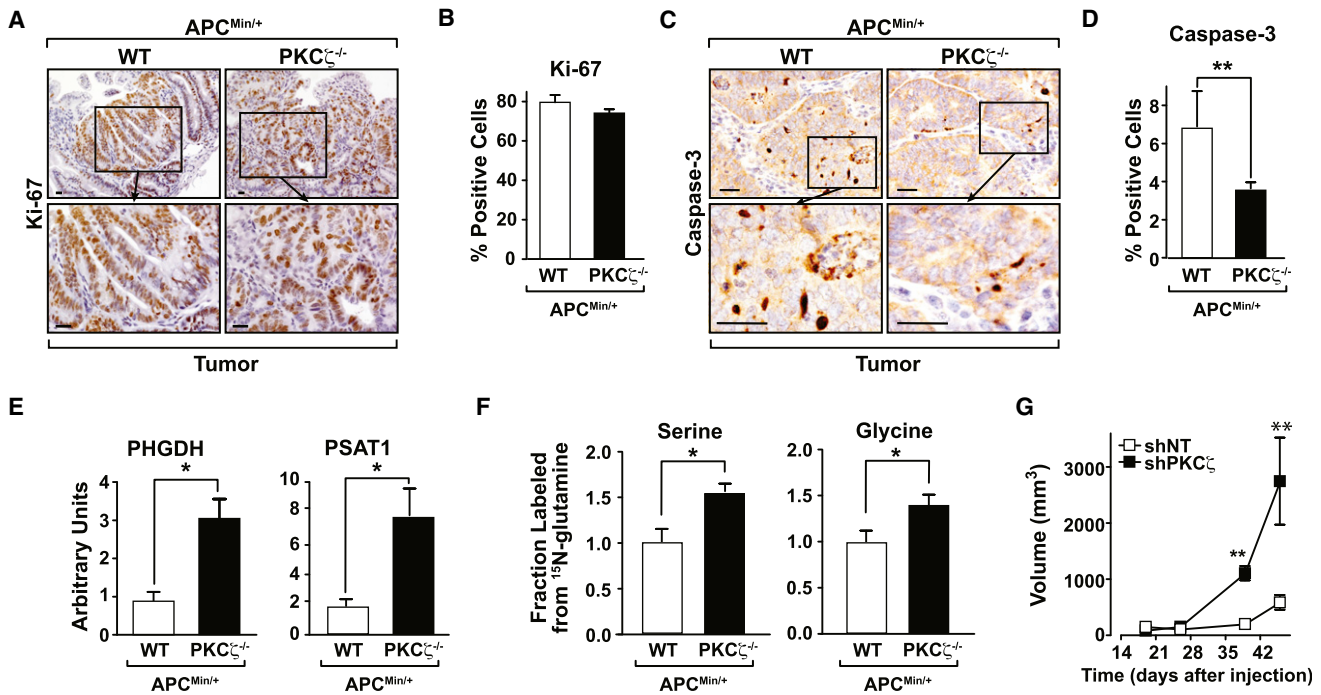 A
APC^Min/+
WT
PKCζ^-/-
Ki-67
Tumor
B
Ki-67
% Positive Cells
80
60
40
20
0
WT
PKCζ^-/-
APC^Min/+
C
APC^Min/+
WT
PKCζ^-/-
Caspase-3
Tumor
D
Caspase-3
**
% Positive Cells
8
6
4
2
0
WT
PKCζ^-/-
APC^Min/+
E
PHGDH
*
Arbitrary Units
4
3
2
1
0
WT
PKCζ^-/-
APC^Min/+
PSAT1
*
10
8
6
4
2
0
WT
PKCζ^-/-
APC^Min/+
F
Serine
*
Fraction Labeled
from ^15N-glutamine
2.0
1.5
1.0
0.5
0.0
WT
PKCζ^-/-
APC^Min/+
Glycine
*
2.0
1.5
1.0
0.5
0.0
WT
PKCζ^-/-
APC^Min/+
G
shNT
shPKCζ
**
**
Volume (mm^3)
3000
2000
1000
0
14 21 28 35 42
Time (days after injection)